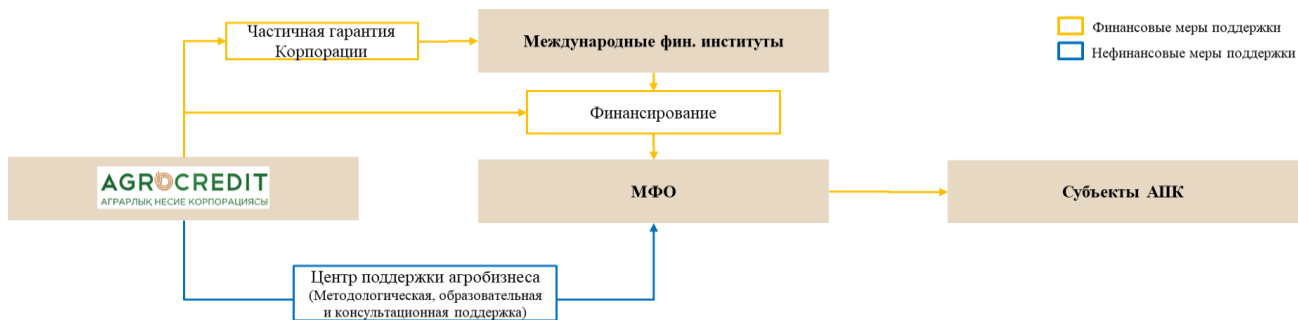 Частичная гарантия
Корпорации
Международные фин. институты
Финансовые меры поддержки
Нефинансовые меры поддержки
Финансирование
AGROCREDIT
АГРАРЛЫҚ НЕСИЕ КОРПОРАЦИЯСЫ
МФО
Субъекты АПК
Центр поддержки агробизнеса
(Методологическая, образовательная
и консультационная поддержка)